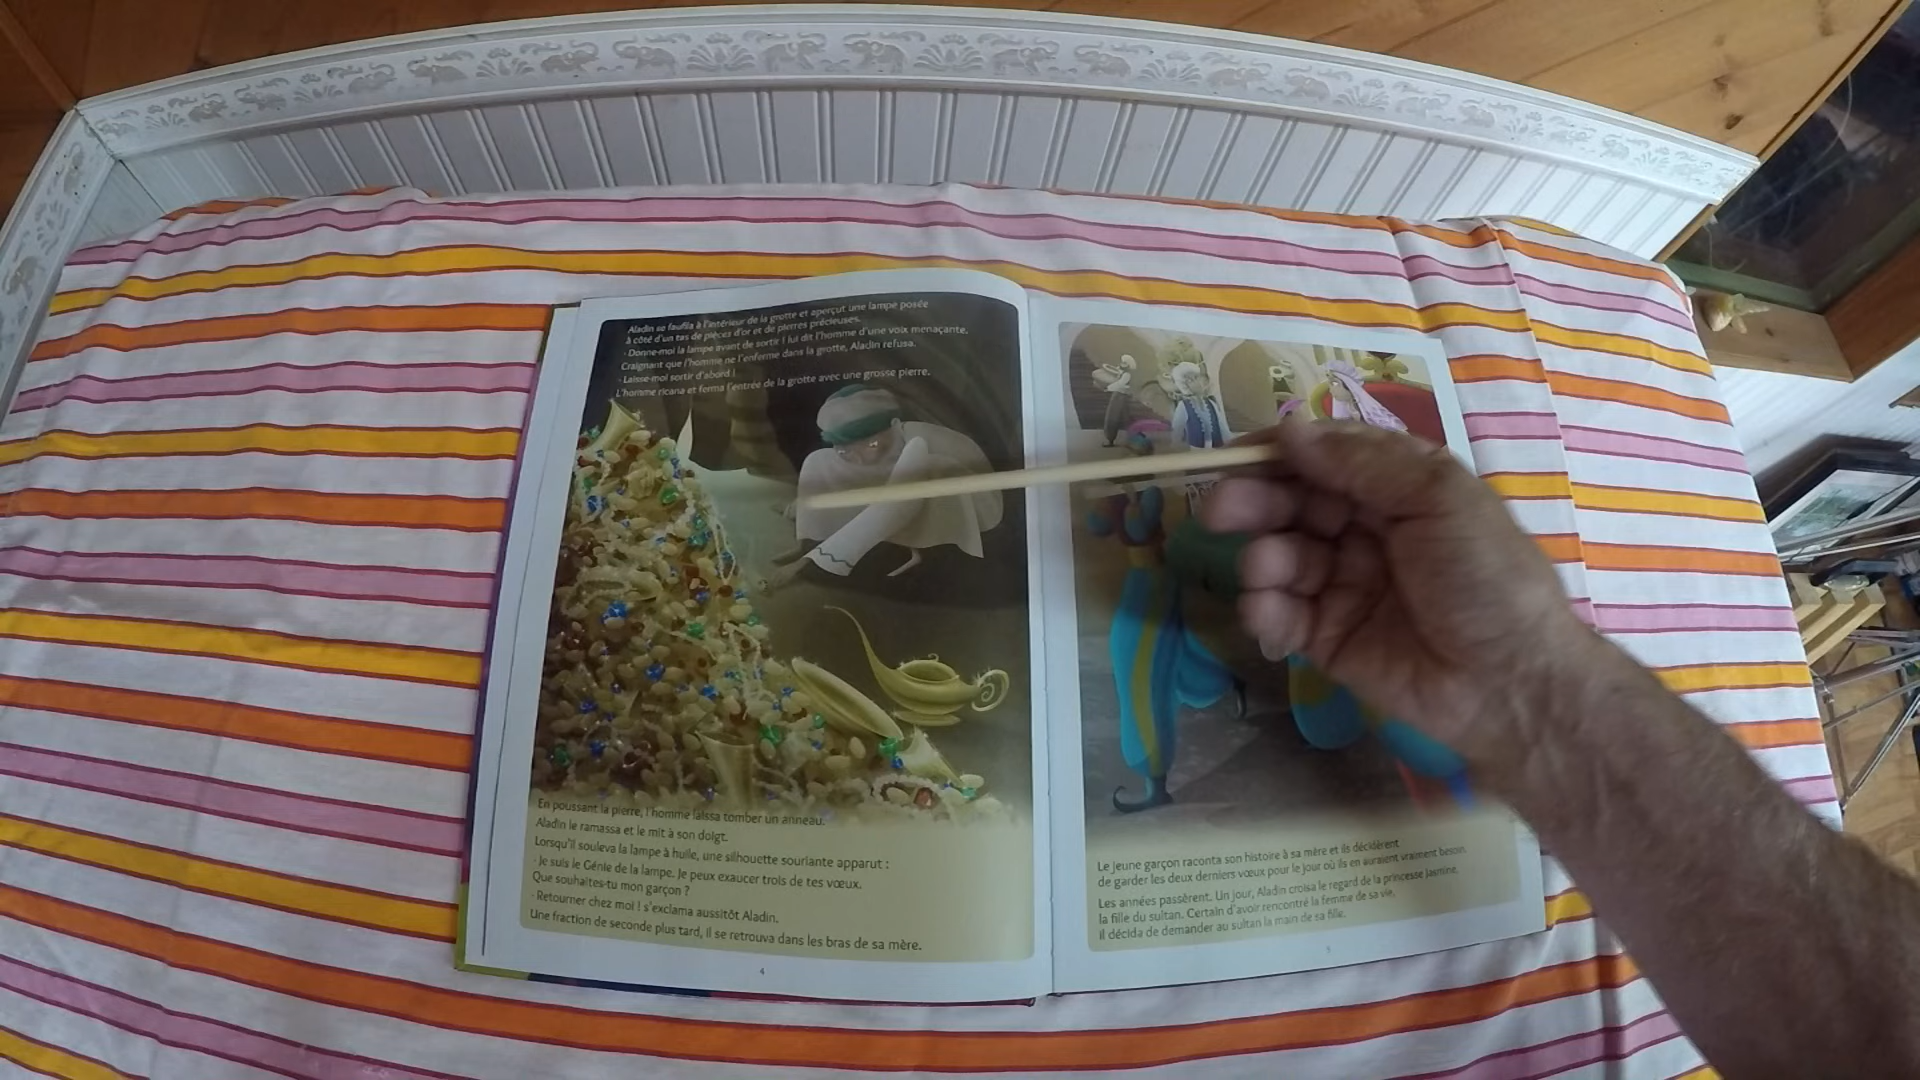 Aladin se faufila à l'intérieur de la grotte et aperçut une lampe posée
à côté d'un tas de pièces d'or et de pierres précieuses.
- Donne-moi la lampe avant de sortir ! lui dit l'homme d'une voix menaçante.
Craignant que l'homme ne l'enferme dans la grotte, Aladin refusa.
- Laisse-moi sortir d'abord !
L'homme ricana et ferma l'entrée de la grotte avec une grosse pierre.
En poussant la pierre, l'homme laissa tomber un anneau.
Aladin le ramassa et le mit à son doigt.
Lorsqu'il souleva la lampe à huile, une silhouette souriante apparut :
- Je suis le Génie de la lampe. Je peux exaucer trois de tes vœux.
Que souhaites-tu mon garçon ?
- Retourner chez moi ! s'exclama aussitôt Aladin.
Une fraction de seconde plus tard, il se retrouva dans les bras de sa mère.
4
Le jeune garçon raconta son histoire à sa mère et ils décidèrent
de garder les deux derniers vœux pour le jour où ils en auraient vraiment besoin.
Les années passèrent. Un jour, Aladin croisa le regard de la princesse Jasmine,
la fille du sultan. Certain d'avoir rencontré la femme de sa vie,
il décida de demander au sultan la main de sa fille.
5